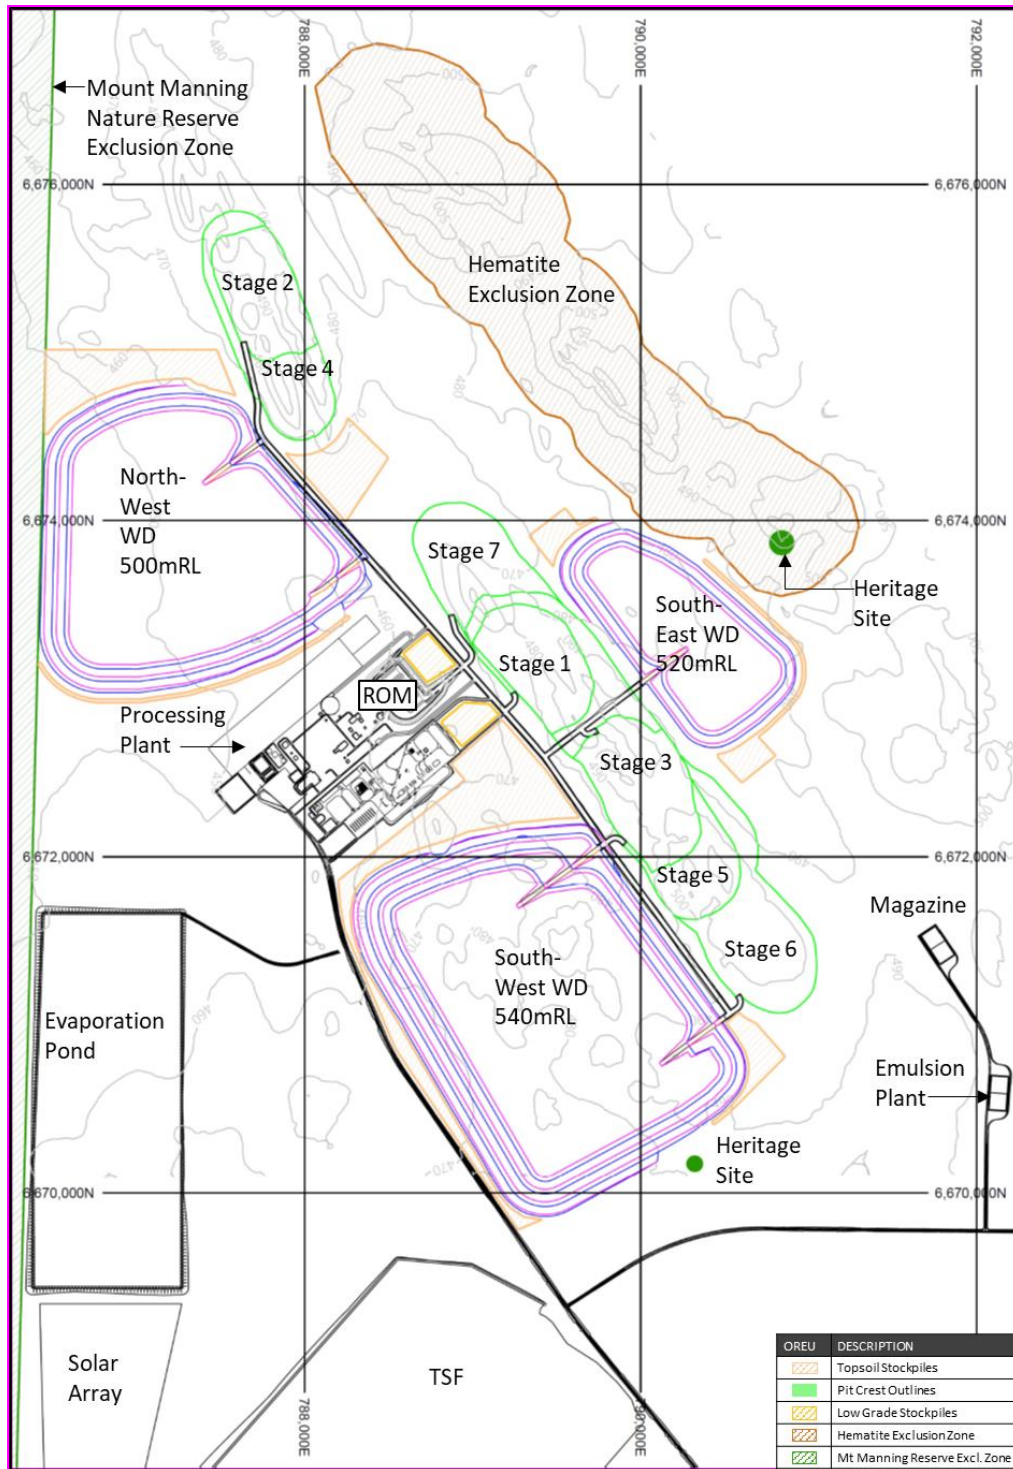 788,000E
790,000E
792,000E
Mount Manning
Nature Reserve
Exclusion Zone
6,676,000N
6,676,000N
Hematite
Exclusion Zone
Stage 2
Stage 4
North-
West
WD
500mRL
6,674,000N
6,674,000N
Stage 7
Heritage
Site
South-
East WD
520mRL
Stage 1
ROM
Processing
Plant
Stage 3
6,672,000N
6,672,000N
Stage 5
Magazine
Stage 6
South-
West WD
540mRL
Evaporation
Pond
Emulsion
Plant
Heritage
Site
6,670,000N
6,670,000N
Solar
Array
TSF
788,000E
790,000E
OREU DESCRIPTION
Topsoil Stockpiles
Pit Crest Outlines
Low Grade Stockpiles
Hematite Exclusion Zone
Mt Manning Reserve Excl. Zone